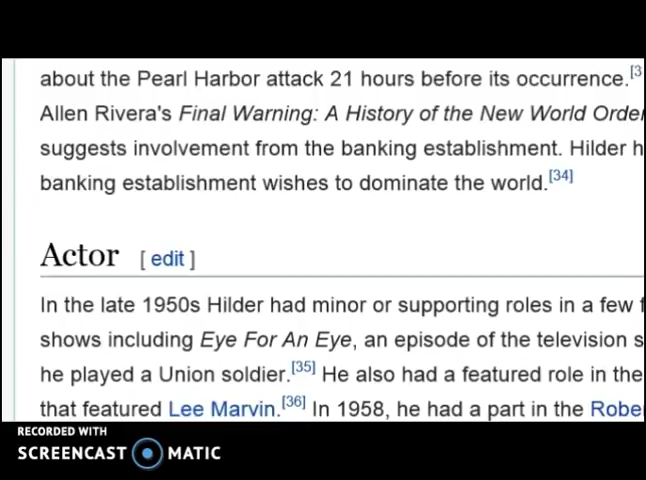 about the Pearl Harbor attack 21 hours before its occurrence.[3
Allen Rivera's Final Warning: A History of the New World Order
suggests involvement from the banking establishment. Hilder h
banking establishment wishes to dominate the world.[34]
Actor [ edit ]
In the late 1950s Hilder had minor or supporting roles in a few f
shows including Eye For An Eye, an episode of the television s
he played a Union soldier.[35] He also had a featured role in the
that featured Lee Marvin.[36] In 1958, he had a part in the Robe
RECORDED WITH
SCREENCAST MATIC